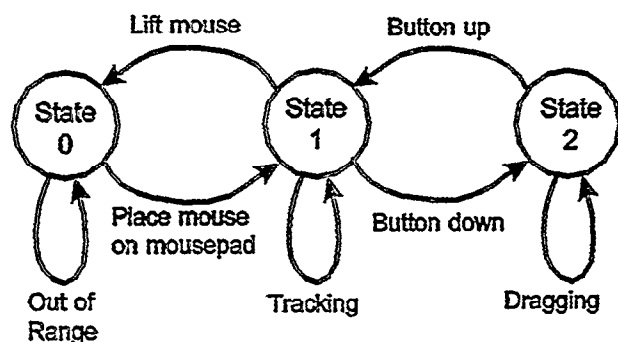 Lift mouse
Button up
State
0
State
1
State
2
Place mouse
on mousepad
Button down
Out of
Range
Tracking
Dragging